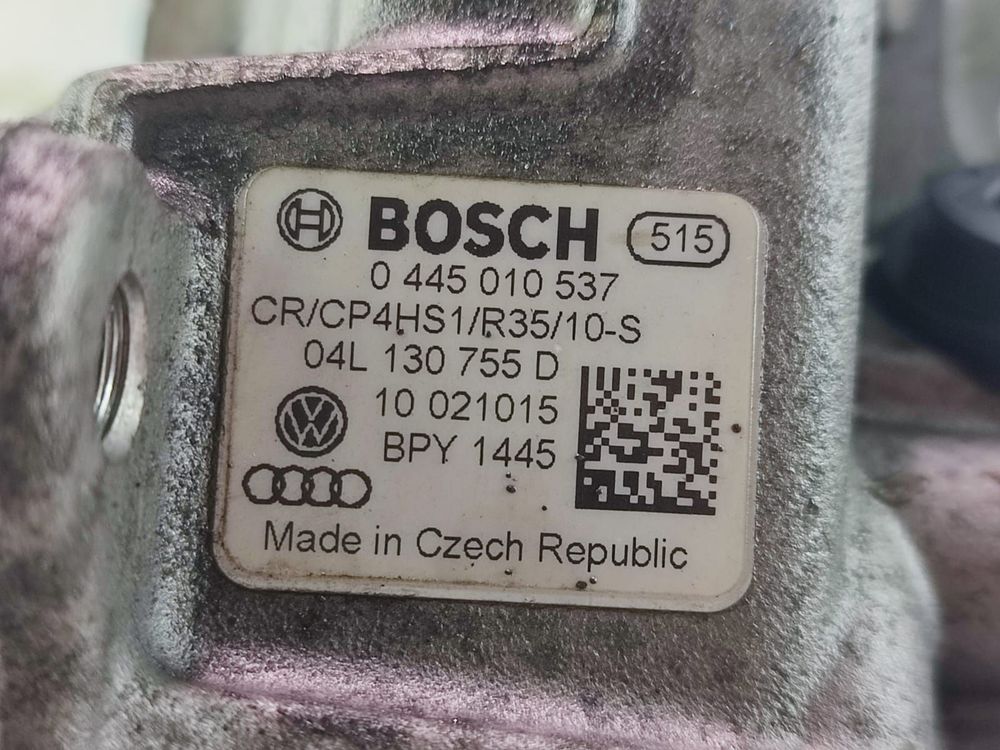 BOSCH 515
0 445 010 537
CR/CP4HS1/R35/10-S
04L 130 755 D
10 021015
BPY 1445
Made in Czech Republic